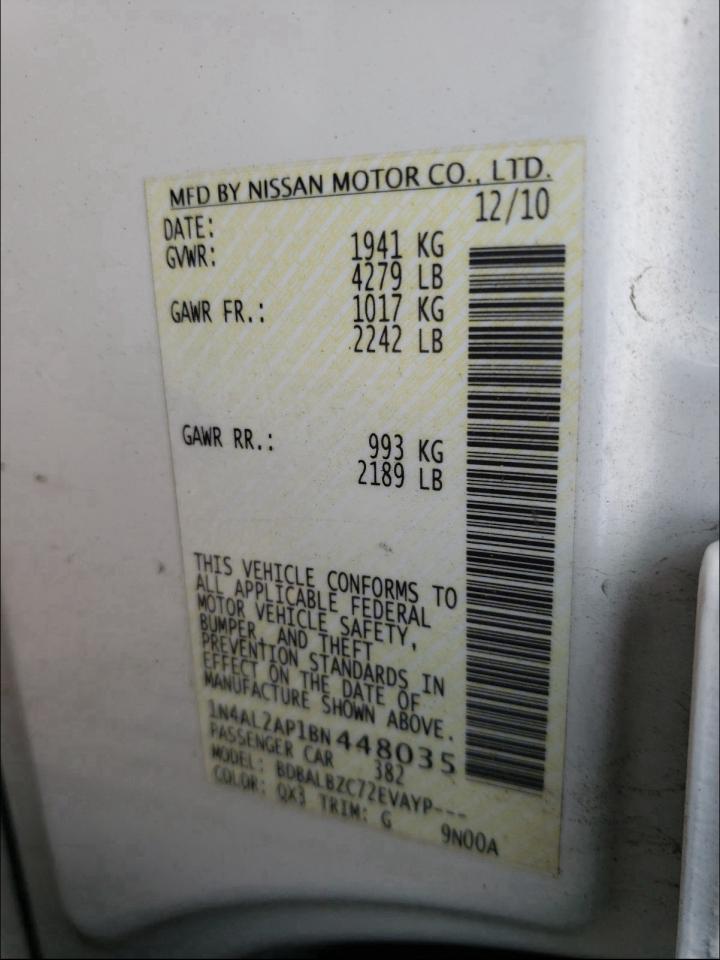 MFD BY NISSAN MOTOR CO., LTD.
DATE: 12/10
GVWR: 1941 KG
4279 LB
GAWR FR.: 1017 KG
2242 LB
GAWR RR.: 993 KG
2189 LB
THIS VEHICLE CONFORMS TO
ALL APPLICABLE FEDERAL
MOTOR VEHICLE SAFETY,
BUMPER, AND THEFT
PREVENTION STANDARDS IN
EFFECT ON THE DATE OF
MANUFACTURE SHOWN ABOVE.
1N4AL2AP1BN448035
PASSENGER CAR 382
MODEL: BDBALBZC72EVAYP---
COLOR: QX3 TRIM: G 9N00A